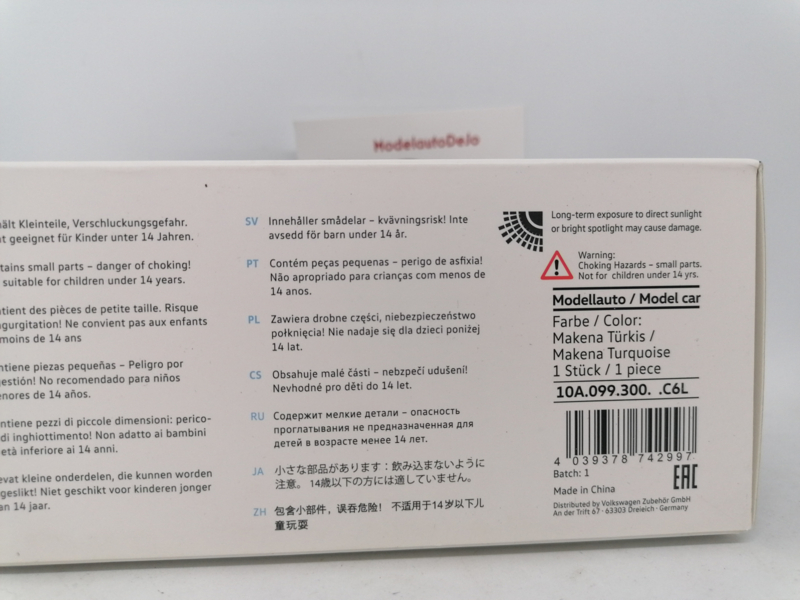 ModelautoDeJo
ält Kleinteile, Verschluckungsgefahr.
t geeignet für Kinder unter 14 Jahren.
tains small parts – danger of choking!
suitable for children under 14 years.
tient des pièces de petite taille. Risque
gurgitation! Ne convient pas aux enfants
moins de 14 ans
ntiene piezas pequeñas – Peligro por
gestión! No recomendado para niños
enores de 14 años.
ntiene pezzi di piccole dimensioni: perico-
di inghiottimento! Non adatto ai bambini
età inferiore ai 14 anni.
evat kleine onderdelen, die kunnen worden
geslikt! Niet geschikt voor kinderen jonger
an 14 jaar.
SV Innehåller smådelar – kvävningsrisk! Inte
avsedd för barn under 14 år.
PT Contém peças pequenas – perigo de asfixia!
Não apropriado para crianças com menos de
14 anos.
PL Zawiera drobne części, niebezpieczeństwo
połknięcia! Nie nadaje się dla dzieci poniżej
14 lat.
CS Obsahuje malé části – nebzpečí udušení!
Nevhodné pro děti do 14 let.
RU Содержит мелкие детали – опасность
проглатывания не предназначенная для
детей в возрасте менее 14 лет.
JA 小さな部品があります：飲み込まないように
注意。 14歳以下の方には適していません。
ZH 包含小部件，误吞危险！ 不适用于14岁以下儿
童玩耍
Long-term exposure to direct sunlight
or bright spotlight may cause damage.
Warning:
Choking Hazards – small parts.
Not for children under 14 yrs.
Modellauto / Model car
Farbe / Color:
Makena Türkis /
Makena Turquoise
1 Stück / 1 piece
10A.099.300. .C6L
4 039378 742997
Batch: 1
EAC
Made in China
Distributed by Volkswagen Zubehör GmbH
An der Trift 67 · 63303 Dreieich · Germany